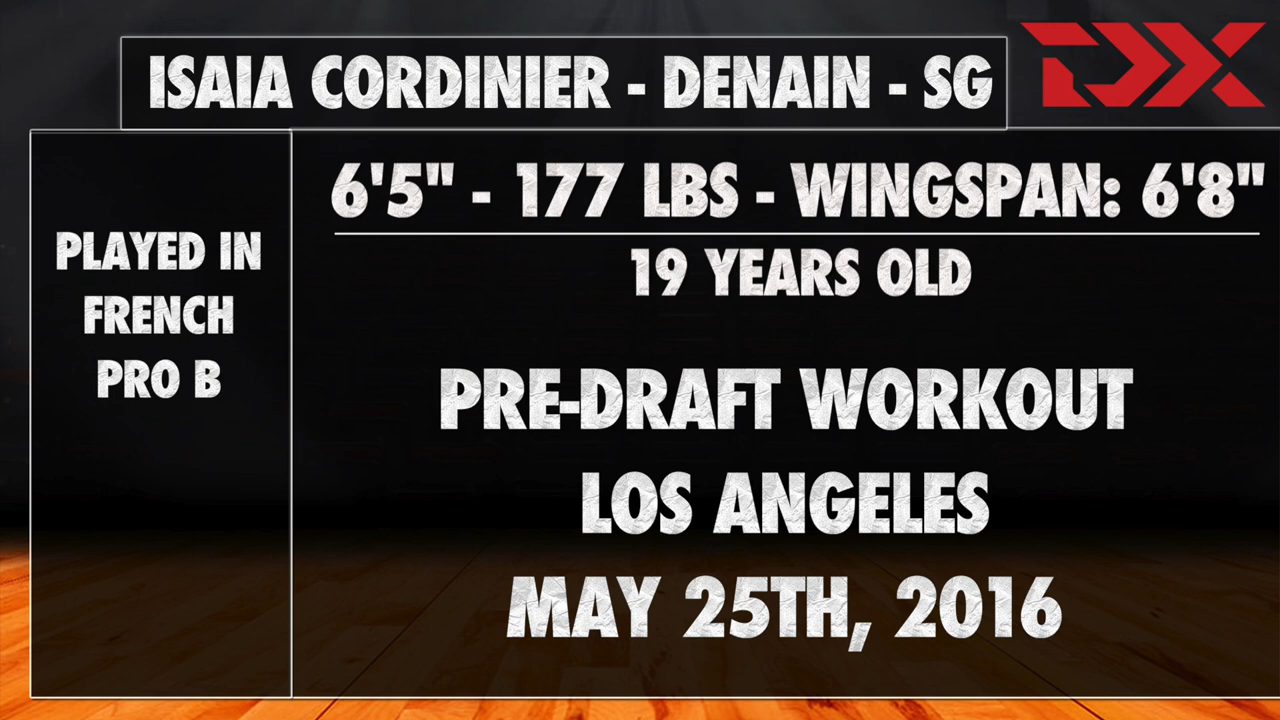 ISAIA CORDINIER - DENAIN - SG
DX
6'5" - 177 LBS - WINGSPAN: 6'8"
19 YEARS OLD
PLAYED IN
FRENCH
PRO B
PRE-DRAFT WORKOUT
LOS ANGELES
MAY 25TH, 2016